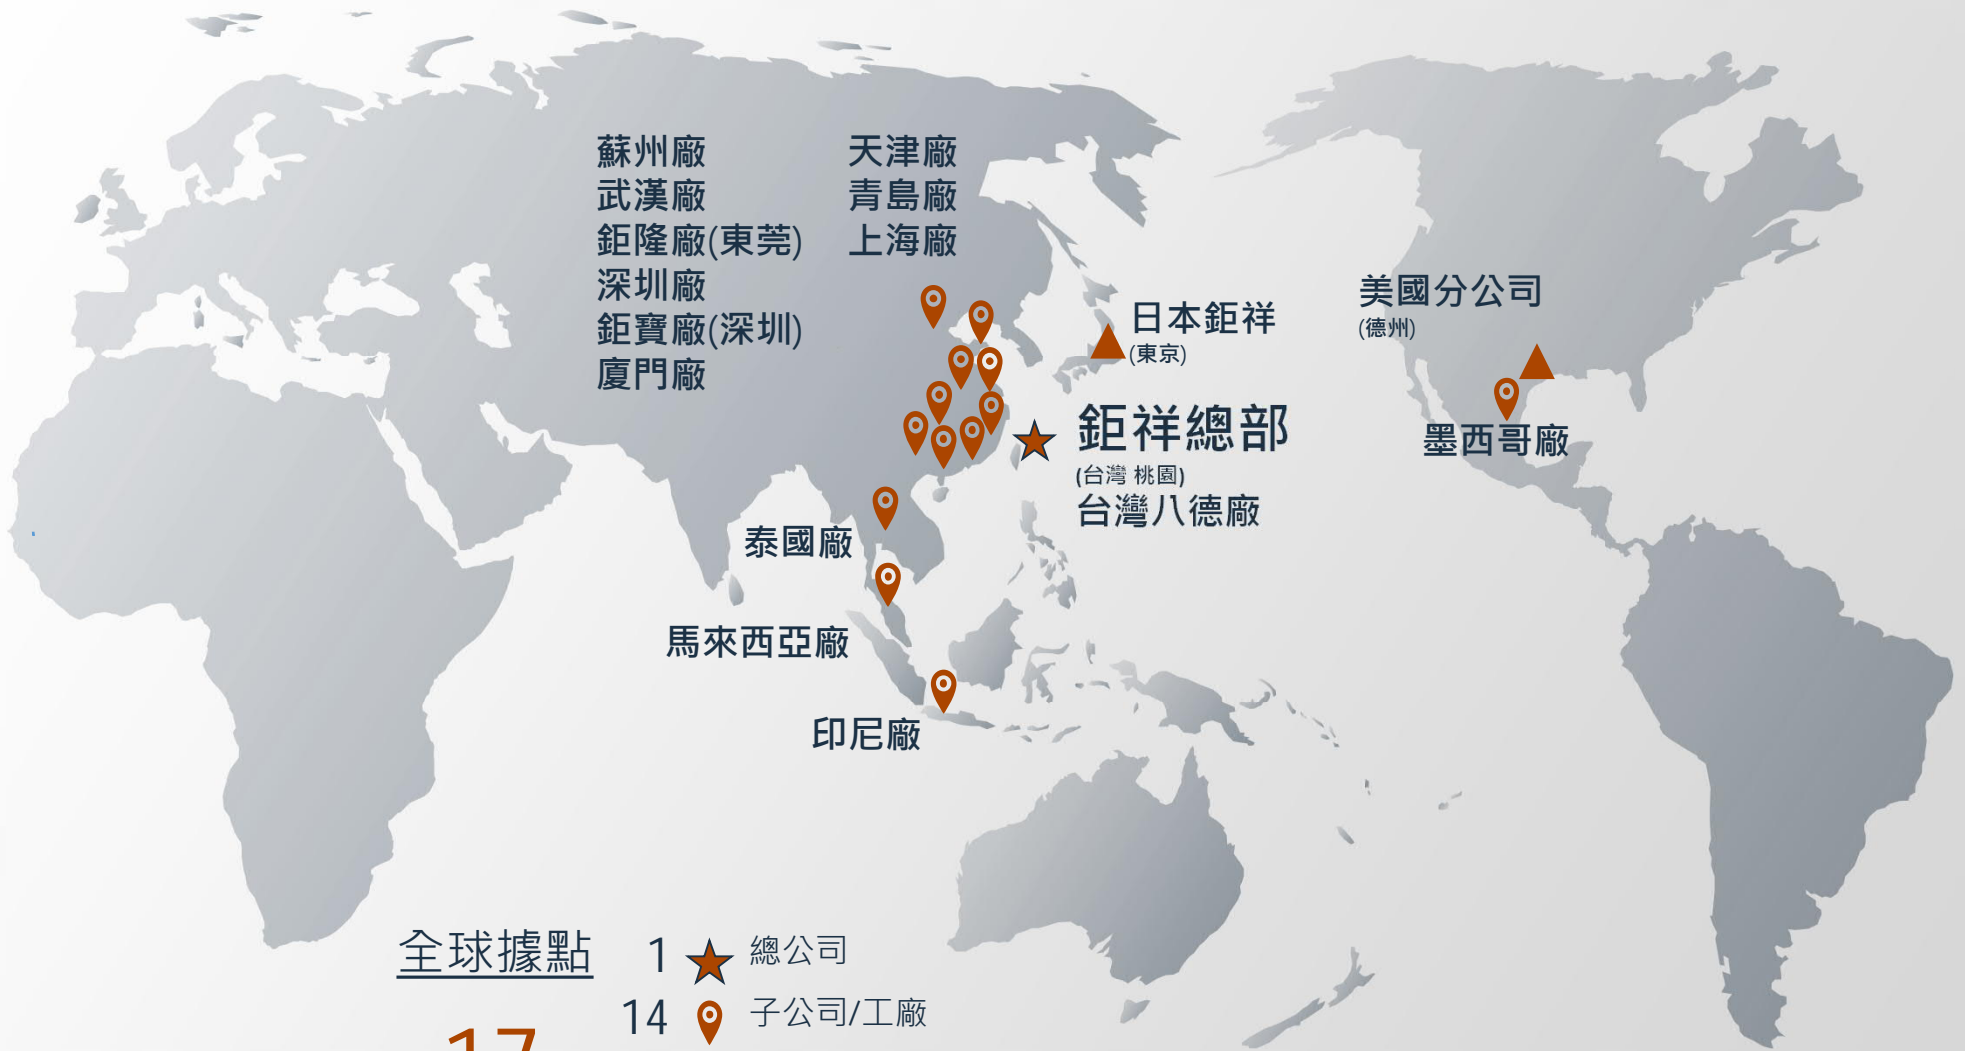 蘇州廠
武漢廠
鉅隆廠(東莞)
深圳廠
鉅寶廠(深圳)
廈門廠
天津廠
青島廠
上海廠
日本鉅祥
(東京)
美國分公司
(德州)
墨西哥廠
鉅祥總部
(台灣 桃園)
台灣八德廠
泰國廠
馬來西亞廠
印尼廠
全球據點
17
1 總公司
14 子公司/工廠